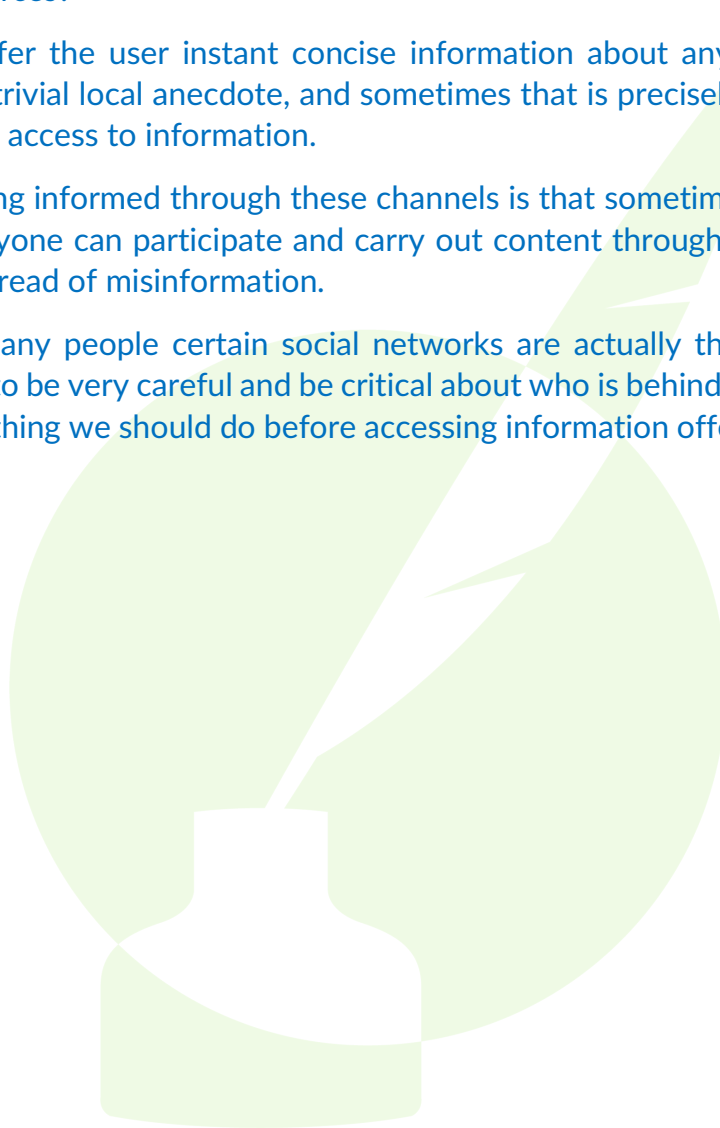 fer the user instant concise information about any
trivial local anecdote, and sometimes that is precisel
access to information.
ng informed through these channels is that sometim
yone can participate and carry out content through
read of misinformation.
any people certain social networks are actually th
to be very careful and be critical about who is behind
thing we should do before accessing information off